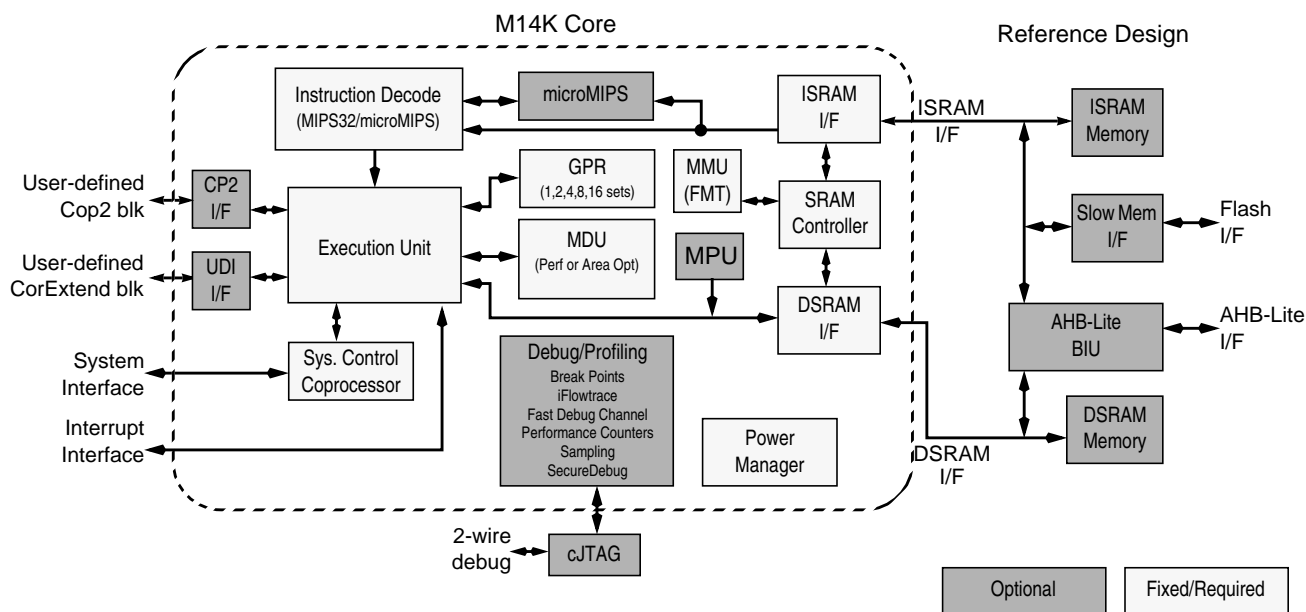 M14K Core
Reference Design
Instruction Decode
(MIPS32/microMIPS)
microMIPS
ISRAM
I/F
ISRAM
I/F
ISRAM
Memory
User-defined
Cop2 blk
CP2
I/F
GPR
(1,2,4,8,16 sets)
MMU
(FMT)
SRAM
Controller
Slow Mem
I/F
Flash
I/F
Execution Unit
User-defined
CorExtend blk
UDI
I/F
MDU
(Perf or Area Opt)
MPU
DSRAM
I/F
AHB-Lite
BIU
AHB-Lite
I/F
System
Interface
Sys. Control
Coprocessor
Debug/Profiling
Break Points
iFlowtrace
Fast Debug Channel
Performance Counters
Sampling
SecureDebug
Interrupt
Interface
Power
Manager
DSRAM
I/F
DSRAM
Memory
2-wire
debug
cJTAG
Optional
Fixed/Required